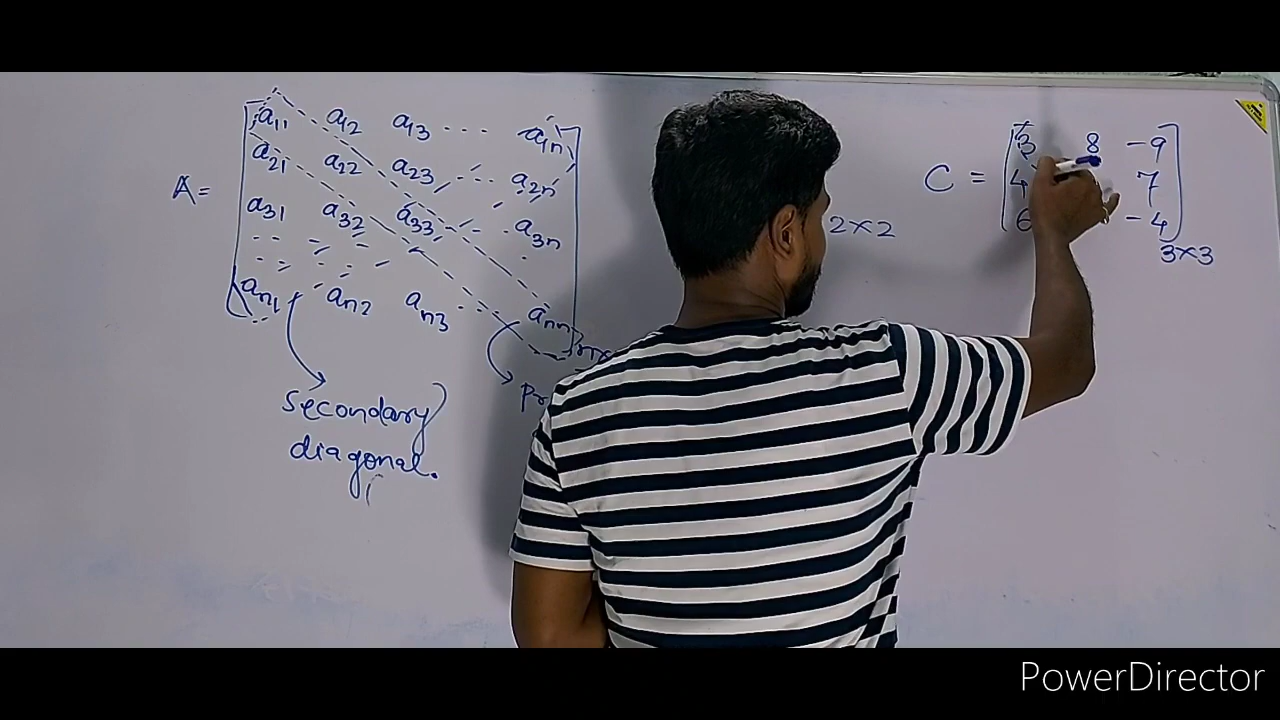 a11 a12 a13 ---- a1n
a21 a22 a23 --- a2n
A = a31 a32 a33 - - a3n
an1 an2 an3 --- ann
Secondary
diagonal.
2×2
C = 3 8 -9
4 7
6 -4
3×3
PowerDirector